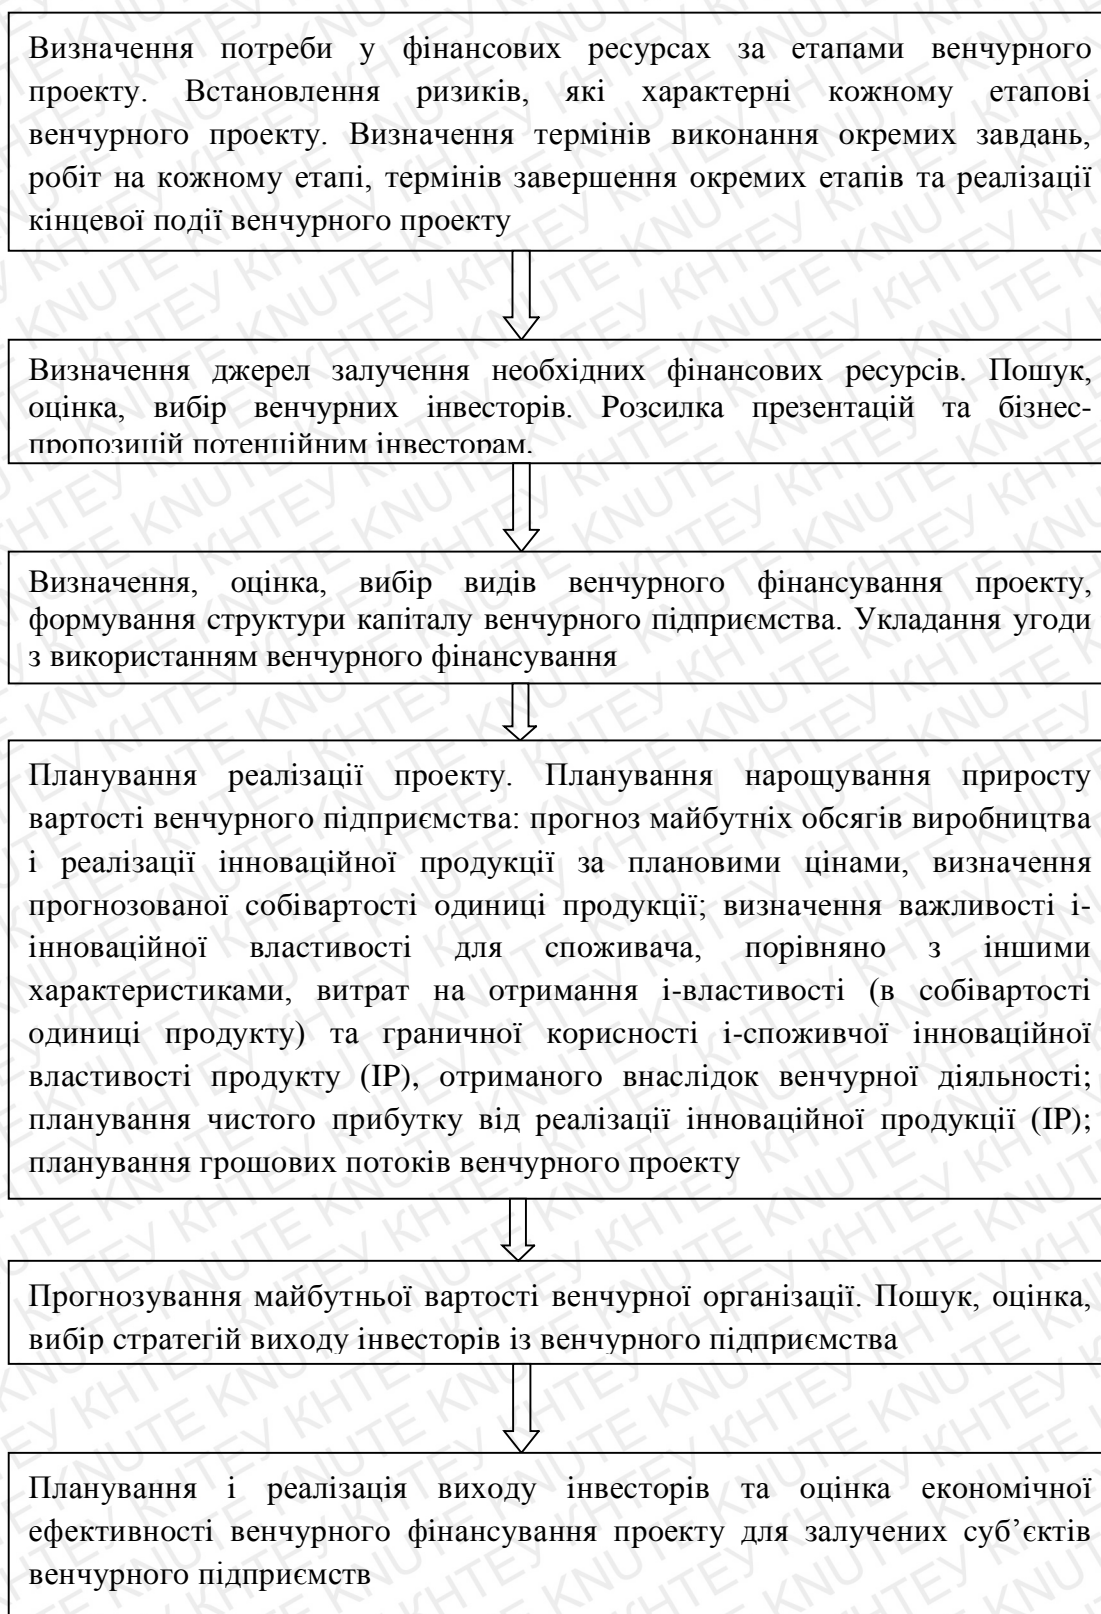 Визначення потреби у фінансових ресурсах за етапами венчурного
проекту. Встановлення ризиків, які характерні кожному етапові
венчурного проекту. Визначення термінів виконання окремих завдань,
робіт на кожному етапі, термінів завершення окремих етапів та реалізації
кінцевої події венчурного проекту
Визначення джерел залучення необхідних фінансових ресурсів. Пошук,
оцінка, вибір венчурних інвесторів. Розсилка презентацій та бізнес-
пропозицій потенційним інвесторам.
Визначення, оцінка, вибір видів венчурного фінансування проекту,
формування структури капіталу венчурного підприємства. Укладання угоди
з використанням венчурного фінансування
Планування реалізації проекту. Планування нарощування приросту
вартості венчурного підприємства: прогноз майбутніх обсягів виробництва
і реалізації інноваційної продукції за плановими цінами, визначення
прогнозованої собівартості одиниці продукції; визначення важливості і-
інноваційної властивості для споживача, порівняно з іншими
характеристиками, витрат на отримання і-властивості (в собівартості
одиниці продукту) та граничної корисності і-споживчої інноваційної
властивості продукту (ІР), отриманого внаслідок венчурної діяльності;
планування чистого прибутку від реалізації інноваційної продукції (ІР);
планування грошових потоків венчурного проекту
Прогнозування майбутньої вартості венчурної організації. Пошук, оцінка,
вибір стратегій виходу інвесторів із венчурного підприємства
Планування і реалізація виходу інвесторів та оцінка економічної
ефективності венчурного фінансування проекту для залучених суб’єктів
венчурного підприємств